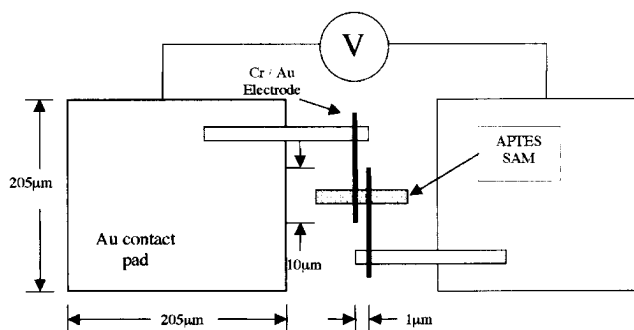 V
Cr / Au
Electrode
APTES
SAM
205μm
Au contact
pad
10μm
205μm
1μm